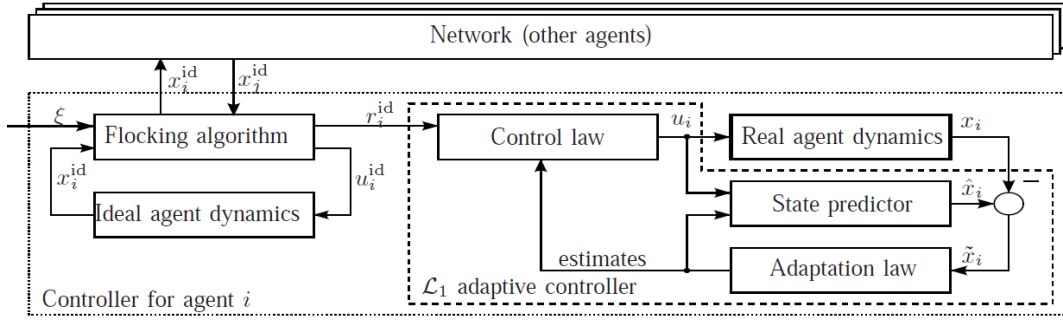 Network (other agents)
x_i^id
x_j^id
ξ
Flocking algorithm
r_i^id
Control law
u_i
Real agent dynamics
x_i
x_i^id
u_i^id
−
Ideal agent dynamics
State predictor
x̂_i
estimates
Adaptation law
x̃_i
ℒ₁ adaptive controller
Controller for agent i